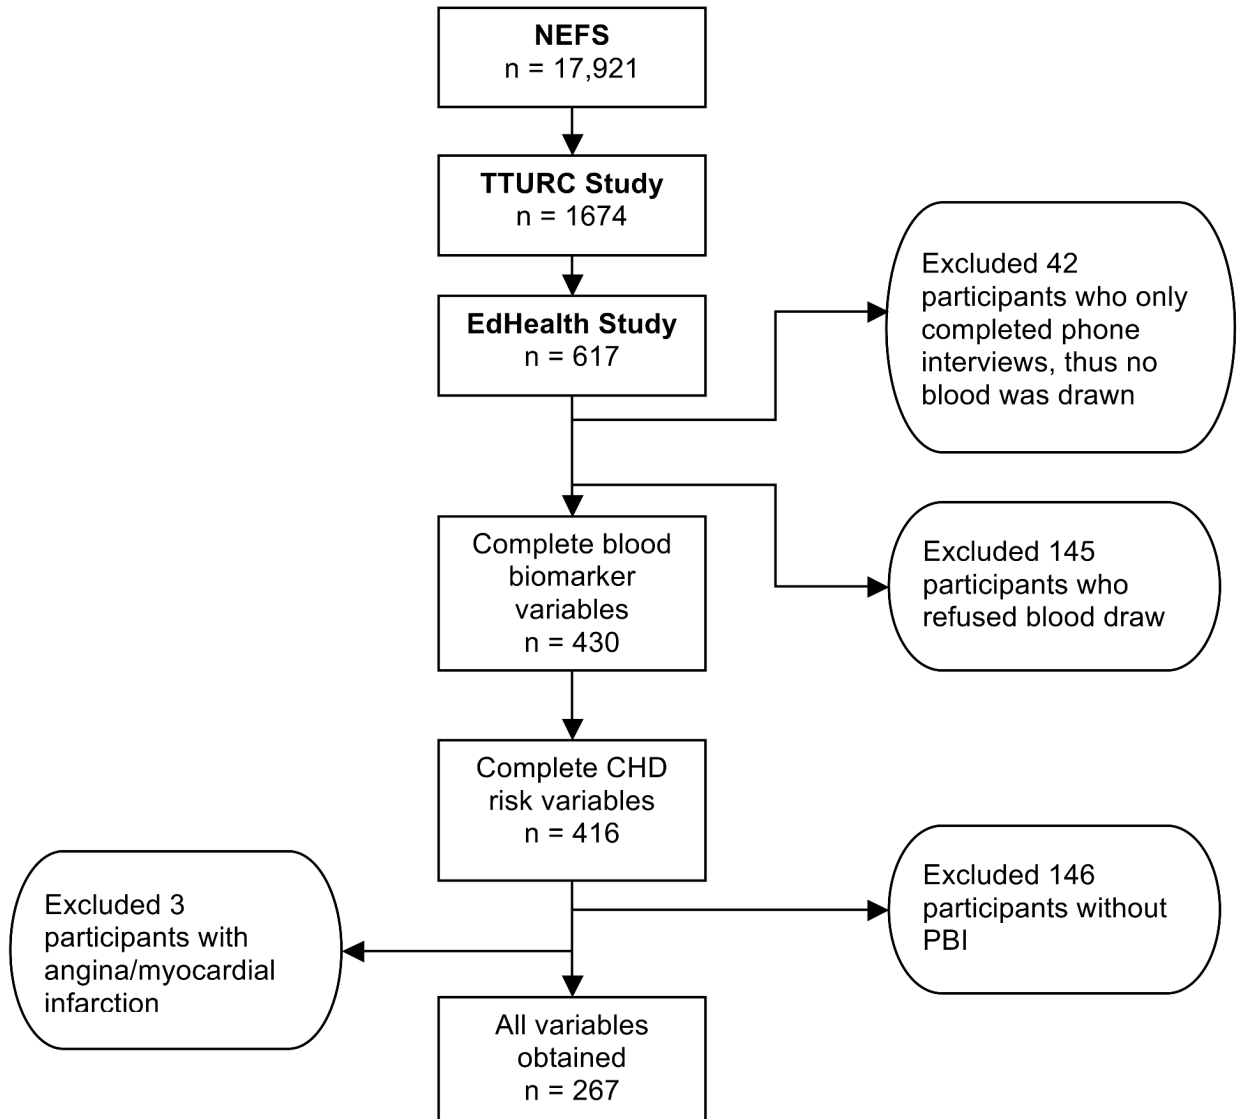 NEFS
n = 17,921
TTURC Study
n = 1674
EdHealth Study
n = 617
Excluded 42
participants who only
completed phone
interviews, thus no
blood was drawn
Excluded 145
participants who
refused blood draw
Complete blood
biomarker
variables
n = 430
Complete CHD
risk variables
n = 416
Excluded 146
participants without
PBI
Excluded 3
participants with
angina/myocardial
infarction
All variables
obtained
n = 267